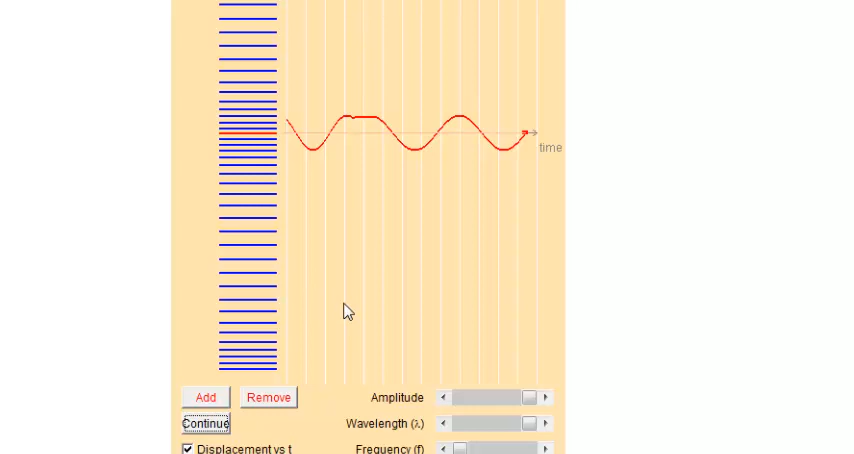 time
Add Remove Amplitude
Continue Wavelength (λ)
Displacement vs t Frequency (f)